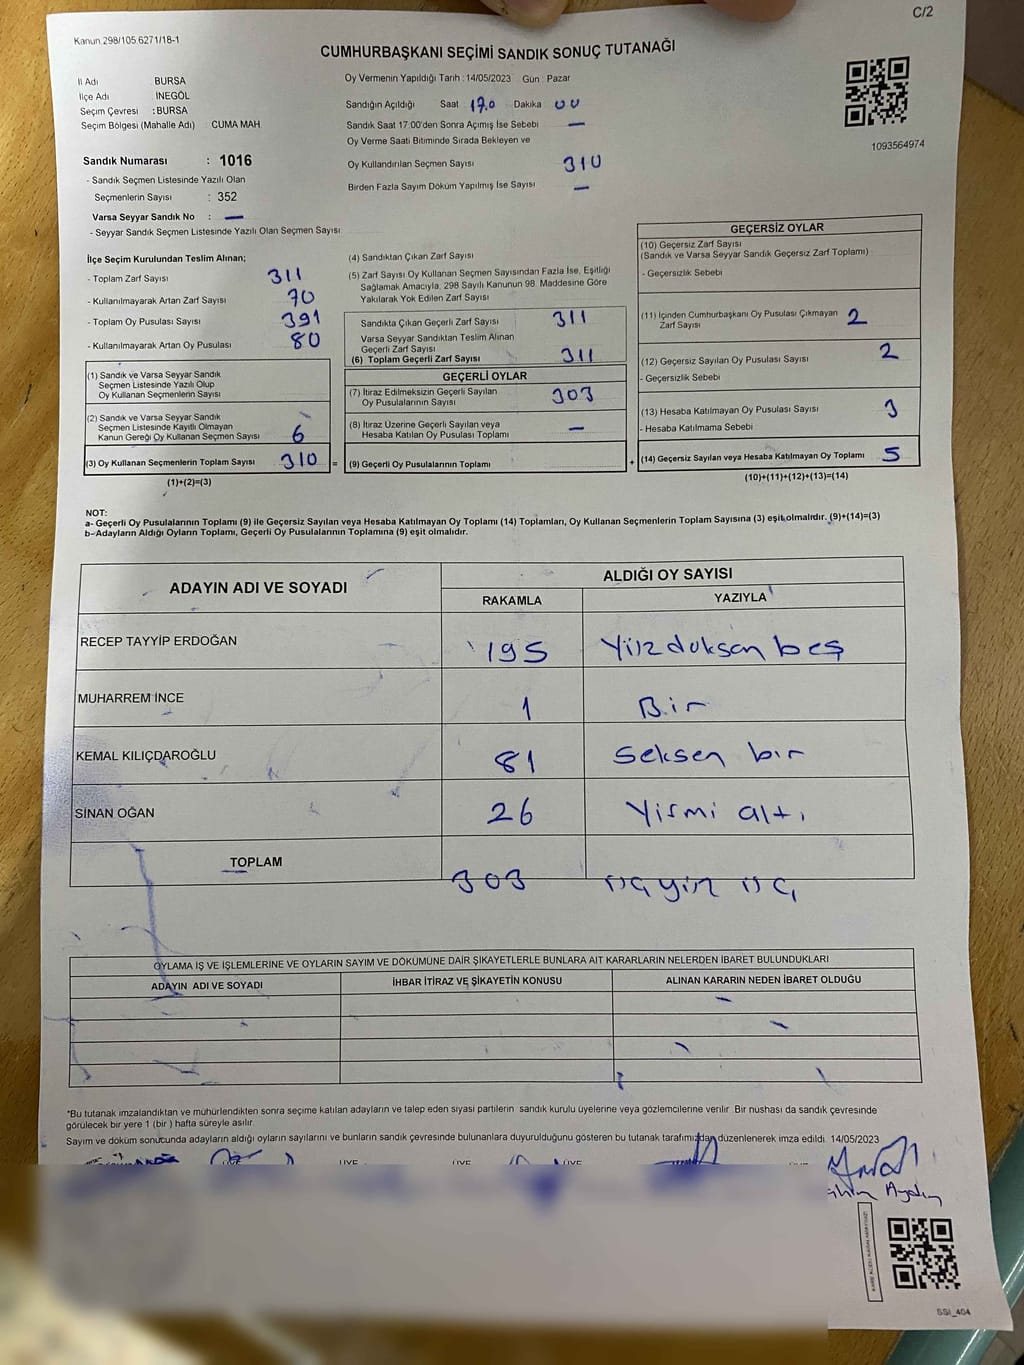 C/2
Kanun 298/105,6271/18-1
CUMHURBAŞKANI SEÇİMİ SANDIK SONUÇ TUTANAĞI
İl Adı BURSA
İlçe Adı İNEGÖL
Seçim Çevresi : BURSA
Seçim Bölgesi (Mahalle Adı) CUMA MAH
Sandık Numarası : 1016
- Sandık Seçmen Listesinde Yazılı Olan
Seçmenlerin Sayısı : 352
Varsa Seyyar Sandık No : —
- Seyyar Sandık Seçmen Listesinde Yazılı Olan Seçmen Sayısı
Oy Vermenin Yapıldığı Tarih : 14/05/2023 Gün : Pazar
Sandığın Açıldığı Saat 17.0 Dakika 00
Sandık Saat 17:00'den Sonra Açımış İse Sebebi —
Oy Verme Saati Bitiminde Sırada Bekleyen ve
Oy Kullandırılan Seçmen Sayısı 310
Birden Fazla Sayım Döküm Yapılmış İse Sayısı —
1093564974
İlçe Seçim Kurulundan Teslim Alınan;
- Toplam Zarf Sayısı 311
- Kullanılmayarak Artan Zarf Sayısı 70
- Toplam Oy Pusulası Sayısı 391
- Kullanılmayarak Artan Oy Pusulası 80
(1) Sandık ve Varsa Seyyar Sandık
Seçmen Listesinde Yazılı Olup
Oy Kullanan Seçmenlerin Sayısı
(2) Sandık ve Varsa Seyyar Sandık
Seçmen Listesinde Kayıtlı Olmayan
Kanun Gereği Oy Kullanan Seçmen Sayısı 6
(3) Oy Kullanan Seçmenlerin Toplam Sayısı 310 =
(1)+(2)=(3)
(4) Sandıktan Çıkan Zarf Sayısı
(5) Zarf Sayısı Oy Kullanan Seçmen Sayısından Fazla İse, Eşitliği
Sağlamak Amacıyla, 298 Sayılı Kanunun 98. Maddesine Göre
Yakılarak Yok Edilen Zarf Sayısı
Sandıkta Çıkan Geçerli Zarf Sayısı 311
Varsa Seyyar Sandıktan Teslim Alınan
Geçerli Zarf Sayısı
(6) Toplam Geçerli Zarf Sayısı 311
GEÇERLİ OYLAR
(7) İtiraz Edilmeksizin Geçerli Sayılan
Oy Pusulalarının Sayısı 303
(8) İtiraz Üzerine Geçerli Sayılan veya
Hesaba Katılan Oy Pusulası Toplamı —
(9) Geçerli Oy Pusulalarının Toplamı +
GEÇERSİZ OYLAR
(10) Geçersiz Zarf Sayısı
(Sandık ve Varsa Seyyar Sandık Geçersiz Zarf Toplamı)
- Geçersizlik Sebebi
(11) İçinden Cumhurbaşkanı Oy Pusulası Çıkmayan
Zarf Sayısı 2
(12) Geçersiz Sayılan Oy Pusulası Sayısı 2
- Geçersizlik Sebebi
(13) Hesaba Katılmayan Oy Pusulası Sayısı 3
- Hesaba Katılmama Sebebi
(14) Geçersiz Sayılan veya Hesaba Katılmayan Oy Toplamı 5
(10)+(11)+(12)+(13)=(14)
NOT:
a- Geçerli Oy Pusulalarının Toplamı (9) ile Geçersiz Sayılan veya Hesaba Katılmayan Oy Toplamı (14) Toplamları, Oy Kullanan Seçmenlerin Toplam Sayısına (3) eşit olmalıdır. (9)+(14)=(3)
b-Adayların Aldığı Oyların Toplamı, Geçerli Oy Pusulalarının Toplamına (9) eşit olmalıdır.
ADAYIN ADI VE SOYADI ALDIĞI OY SAYISI
RAKAMLA YAZIYLA
RECEP TAYYİP ERDOĞAN 195 Yüzdoksan beş
MUHARREM İNCE 1 Bir
KEMAL KILIÇDAROĞLU 81 Seksen bir
SİNAN OĞAN 26 Yirmi altı
TOPLAM 303 üçyüz üç
OYLAMA İŞ VE İŞLEMLERİNE VE OYLARIN SAYIM VE DÖKÜMÜNE DAİR ŞİKAYETLERLE BUNLARA AİT KARARLARIN NELERDEN İBARET BULUNDUKLARI
ADAYIN ADI VE SOYADI İHBAR İTİRAZ VE ŞİKAYETİN KONUSU ALINAN KARARIN NEDEN İBARET OLDUĞU
*Bu tutanak imzalandıktan ve mühürlendikten sonra seçime katılan adayların ve talep eden siyasi partilerin sandık kurulu üyelerine veya gözlemcilerine verilir. Bir nushası da sandık çevresinde
görülecek bir yere 1 (bir) hafta süreyle asılır.
Sayım ve döküm sonucunda adayların aldığı oyların sayılarını ve bunların sandık çevresinde bulunanlara duyurulduğunu gösteren bu tutanak tarafımızdan düzenlenerek imza edildi. 14/05/2023
Aydın
SSI_404